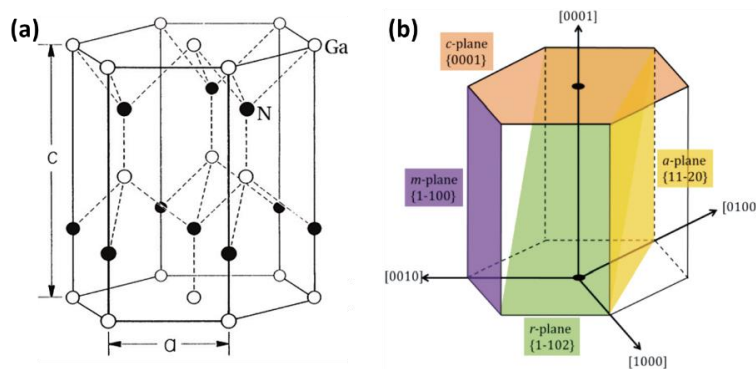 (a)
Ga
N
C
a
(b)
[0001]
c-plane
{0001}
m-plane
{1-100}
a-plane
{11-20}
[0100]
[0010]
r-plane
{1-102}
[1000]